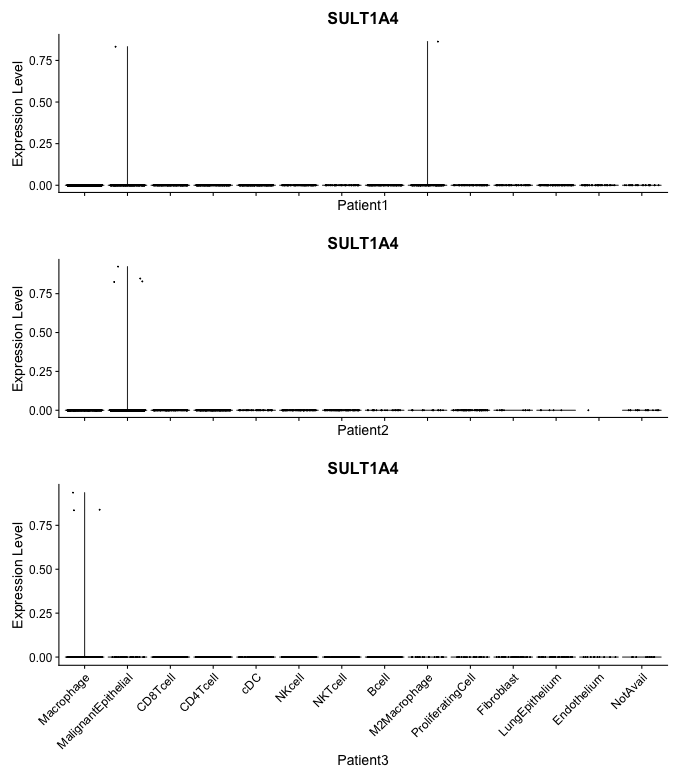 SULT1A4
Expression Level
0.75
0.50
0.25
0.00
Patient1
SULT1A4
Expression Level
0.75
0.50
0.25
0.00
Patient2
SULT1A4
Expression Level
0.75
0.50
0.25
0.00
Macrophage
MalignantEpithelial
CD8Tcell
CD4Tcell
cDC
NKcell
NKTcell
Bcell
M2Macrophage
ProliferatingCell
Fibroblast
LungEpithelium
Endothelium
NotAvail
Patient3